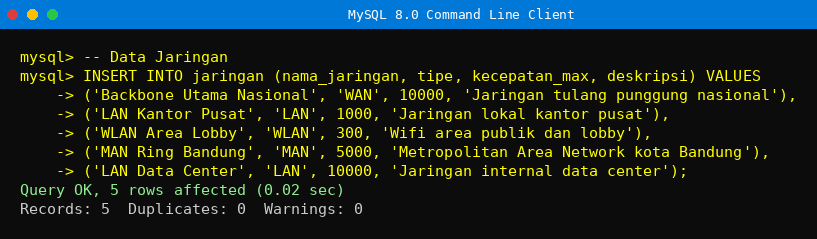 MySQL 8.0 Command Line Client
mysql> -- Data Jaringan
mysql> INSERT INTO jaringan (nama_jaringan, tipe, kecepatan_max, deskripsi) VALUES
    -> ('Backbone Utama Nasional', 'WAN', 10000, 'Jaringan tulang punggung nasional'),
    -> ('LAN Kantor Pusat', 'LAN', 1000, 'Jaringan lokal kantor pusat'),
    -> ('WLAN Area Lobby', 'WLAN', 300, 'Wifi area publik dan lobby'),
    -> ('MAN Ring Bandung', 'MAN', 5000, 'Metropolitan Area Network kota Bandung'),
    -> ('LAN Data Center', 'LAN', 10000, 'Jaringan internal data center');
Query OK, 5 rows affected (0.02 sec)
Records: 5  Duplicates: 0  Warnings: 0